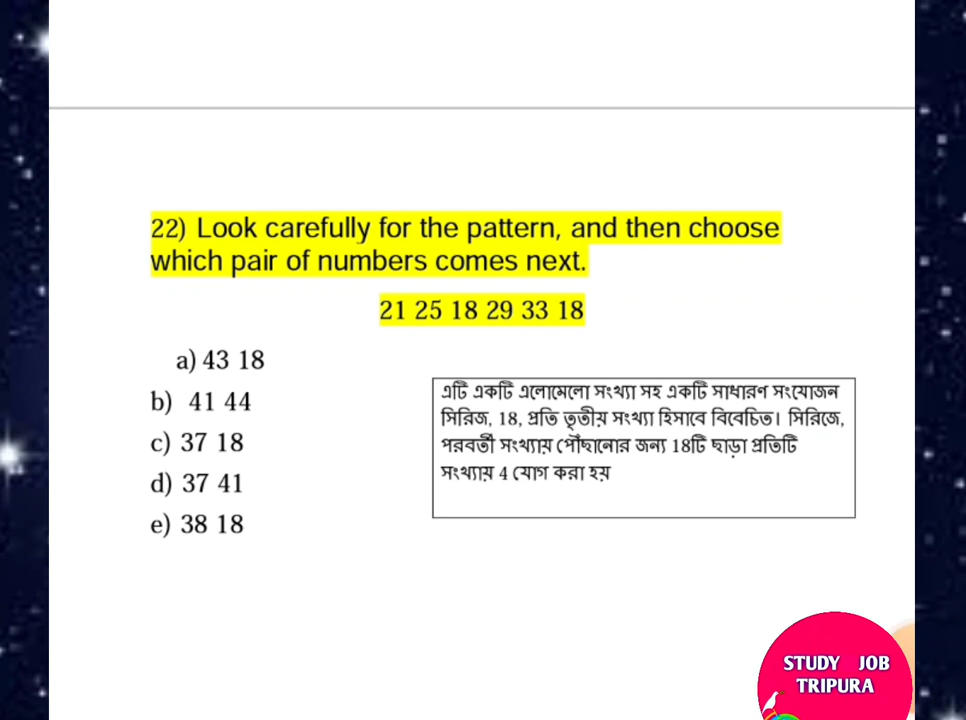 22) Look carefully for the pattern, and then choose
which pair of numbers comes next.
21 25 18 29 33 18
a) 43 18
b) 41 44
c) 37 18
d) 37 41
e) 38 18
এটি একটি এলোমেলো সংখ্যা সহ একটি সাধারণ সংযোজন
সিরিজ, 18, প্রতি তৃতীয় সংখ্যা হিসাবে বিবেচিত। সিরিজে,
পরবর্তী সংখ্যায় পৌঁছানোর জন্য 18টি ছাড়া প্রতিটি
সংখ্যায় 4 যোগ করা হয়
STUDY JOB
TRIPURA